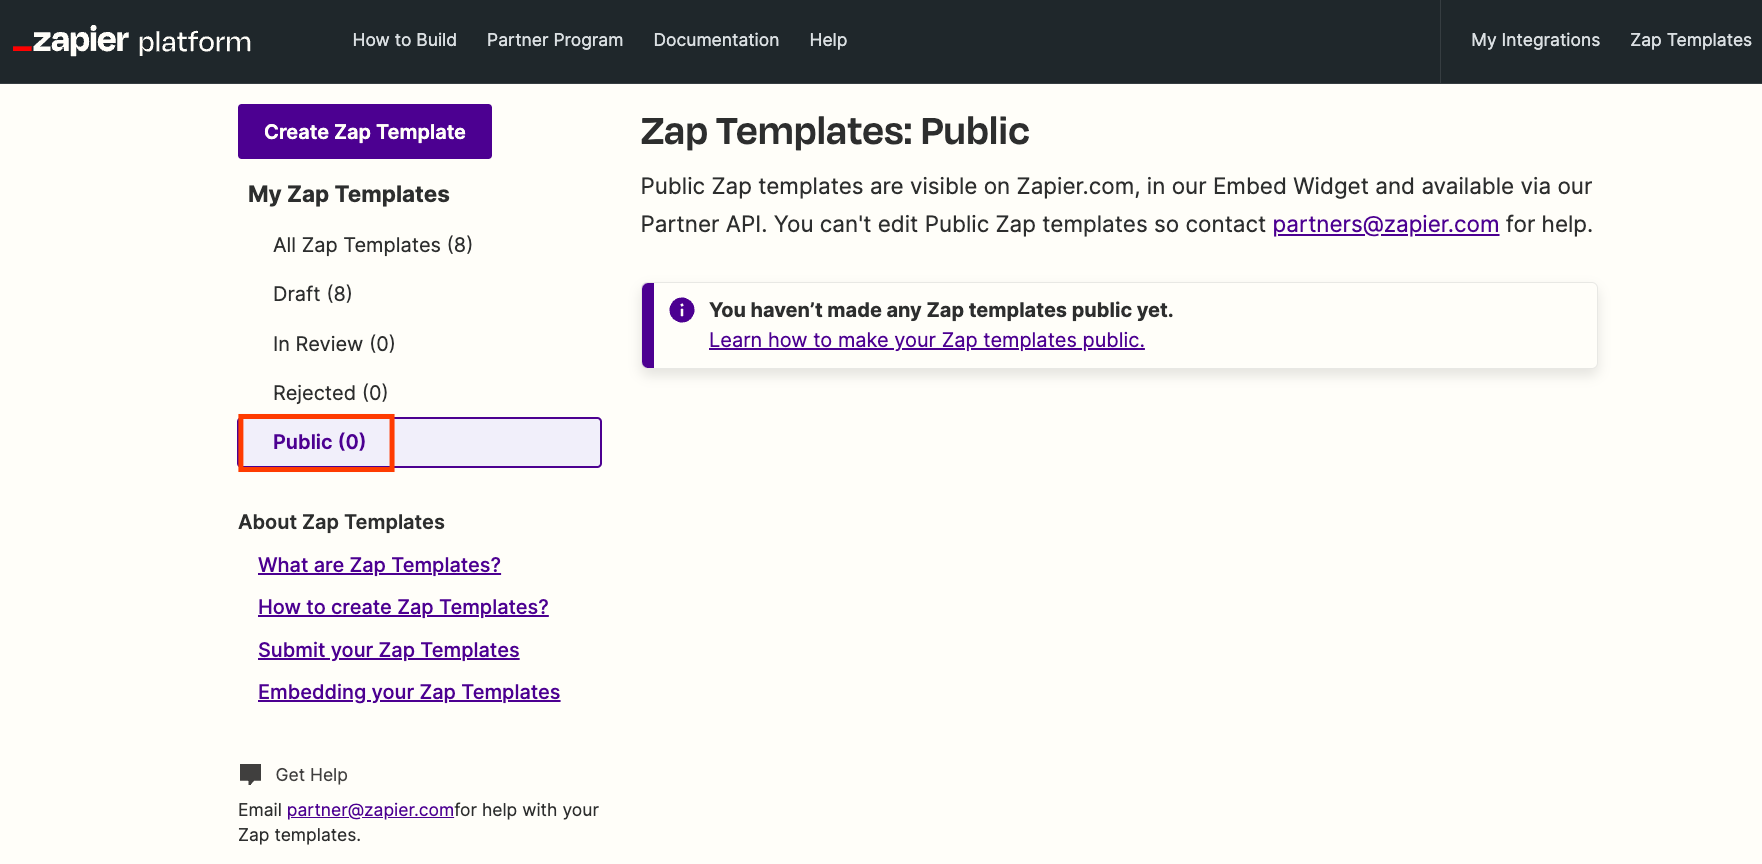 zapier platform
How to Build
Partner Program
Documentation
Help
My Integrations
Zap Templates
Create Zap Template
My Zap Templates
All Zap Templates (8)
Draft (8)
In Review (0)
Rejected (0)
Public (0)
About Zap Templates
What are Zap Templates?
How to create Zap Templates?
Submit your Zap Templates
Embedding your Zap Templates
Get Help
Email partner@zapier.comfor help with your
Zap templates.
Zap Templates: Public
Public Zap templates are visible on Zapier.com, in our Embed Widget and available via our
Partner API. You can't edit Public Zap templates so contact partners@zapier.com for help.
You haven’t made any Zap templates public yet.
Learn how to make your Zap templates public.